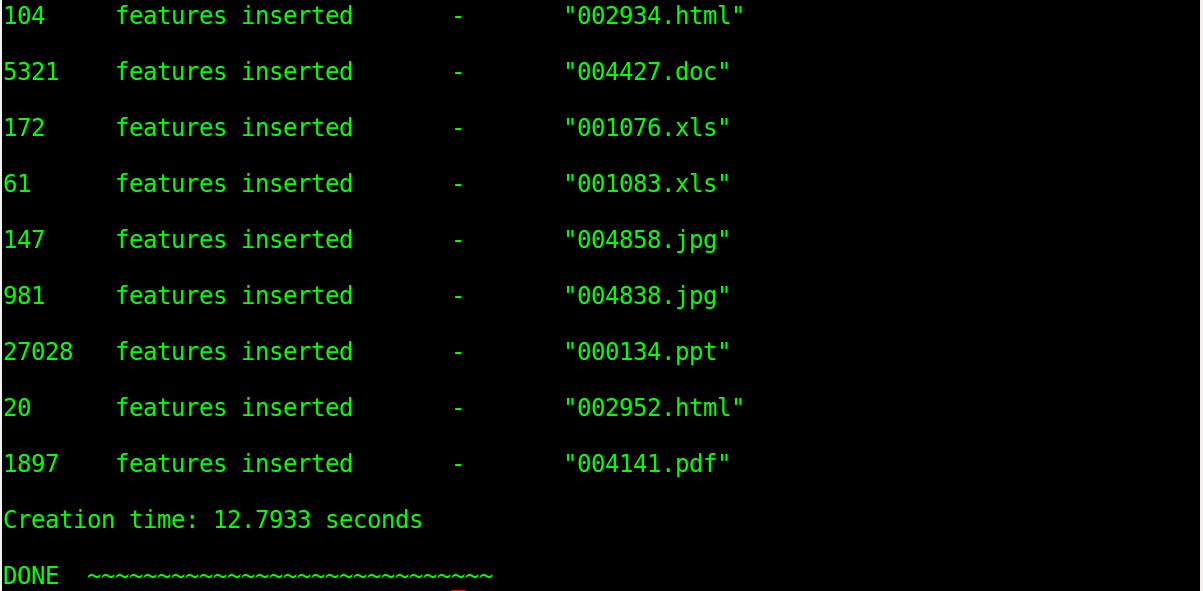 104 features inserted - "002934.html"
5321 features inserted - "004427.doc"
172 features inserted - "001076.xls"
61 features inserted - "001083.xls"
147 features inserted - "004858.jpg"
981 features inserted - "004838.jpg"
27028 features inserted - "000134.ppt"
20 features inserted - "002952.html"
1897 features inserted - "004141.pdf"
Creation time: 12.7933 seconds
DONE ~~~~~~~~~~~~~~~~~~~~~~~~~~~~~